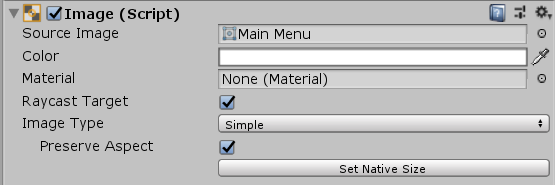 Image (Script)
Source Image Main Menu
Color
Material None (Material)
Raycast Target
Image Type Simple
Preserve Aspect
Set Native Size